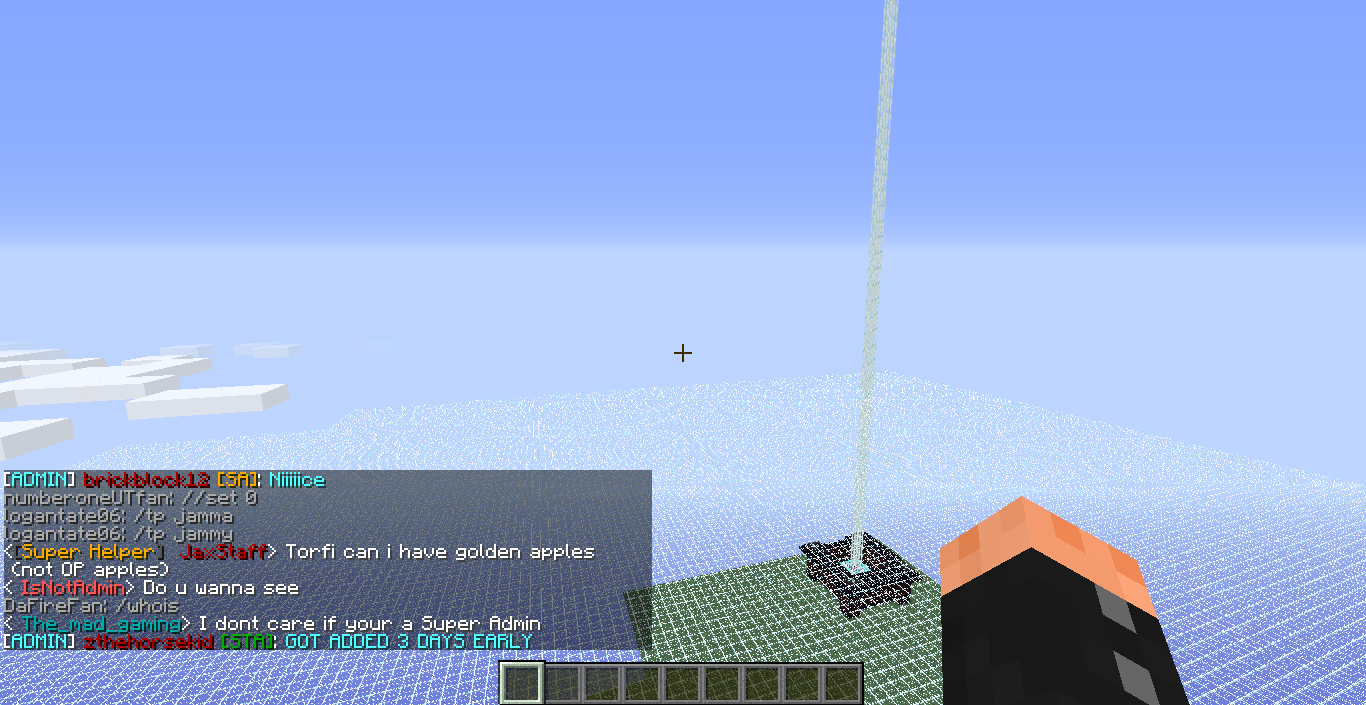 [ADMIN] brickblock13 [SA]: Niiiiice
numberoneUTfan: //set 0
logantate06: /tp jamma
logantate06: /tp jammy
<[Super Helper] JaxStaff> Torfi can i have golden apples
(not OP apples)
< IsNotAdmin> Do u wanna see
DaFireFan: /whois
< The_mad_gaming> I dont care if your a Super Admin
[ADMIN] zthehorsekid [STA]: GOT ADDED 3 DAYS EARLY